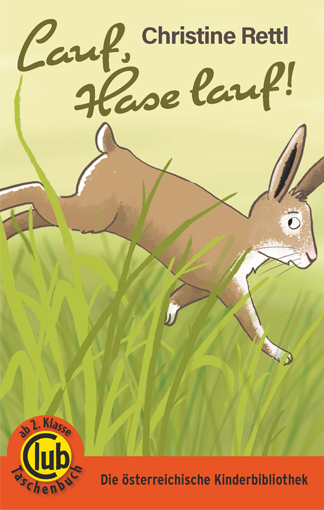 Christine Rettl
Lauf,
Hase lauf!
ab 2. Klasse
Club
Taschenbuch
Die österreichische Kinderbibliothek